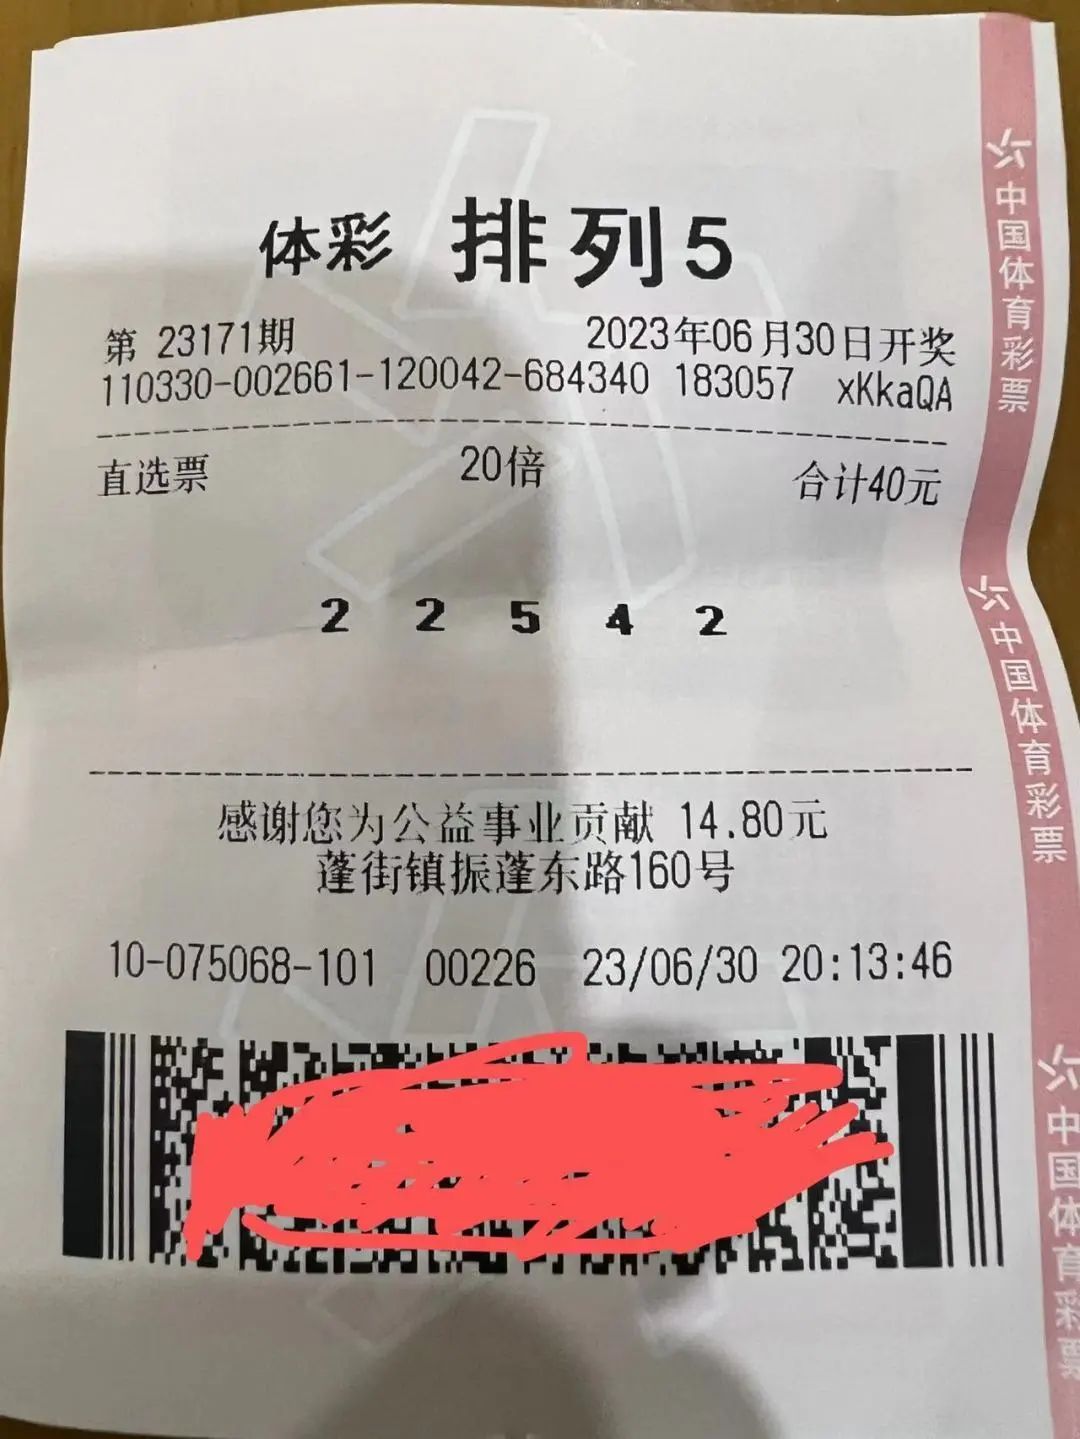 体彩 排列5
第 23171期 2023年06月30日开奖
110330-002661-120042-684340 183057 xKkaQA
直选票 20倍 合计40元
2 2 5 4 2
感谢您为公益事业贡献 14.80元
蓬街镇振蓬东路160号
10-075068-101 00226 23/06/30 20:13:46
中国体育彩票
中国体育彩票
中国体育彩票